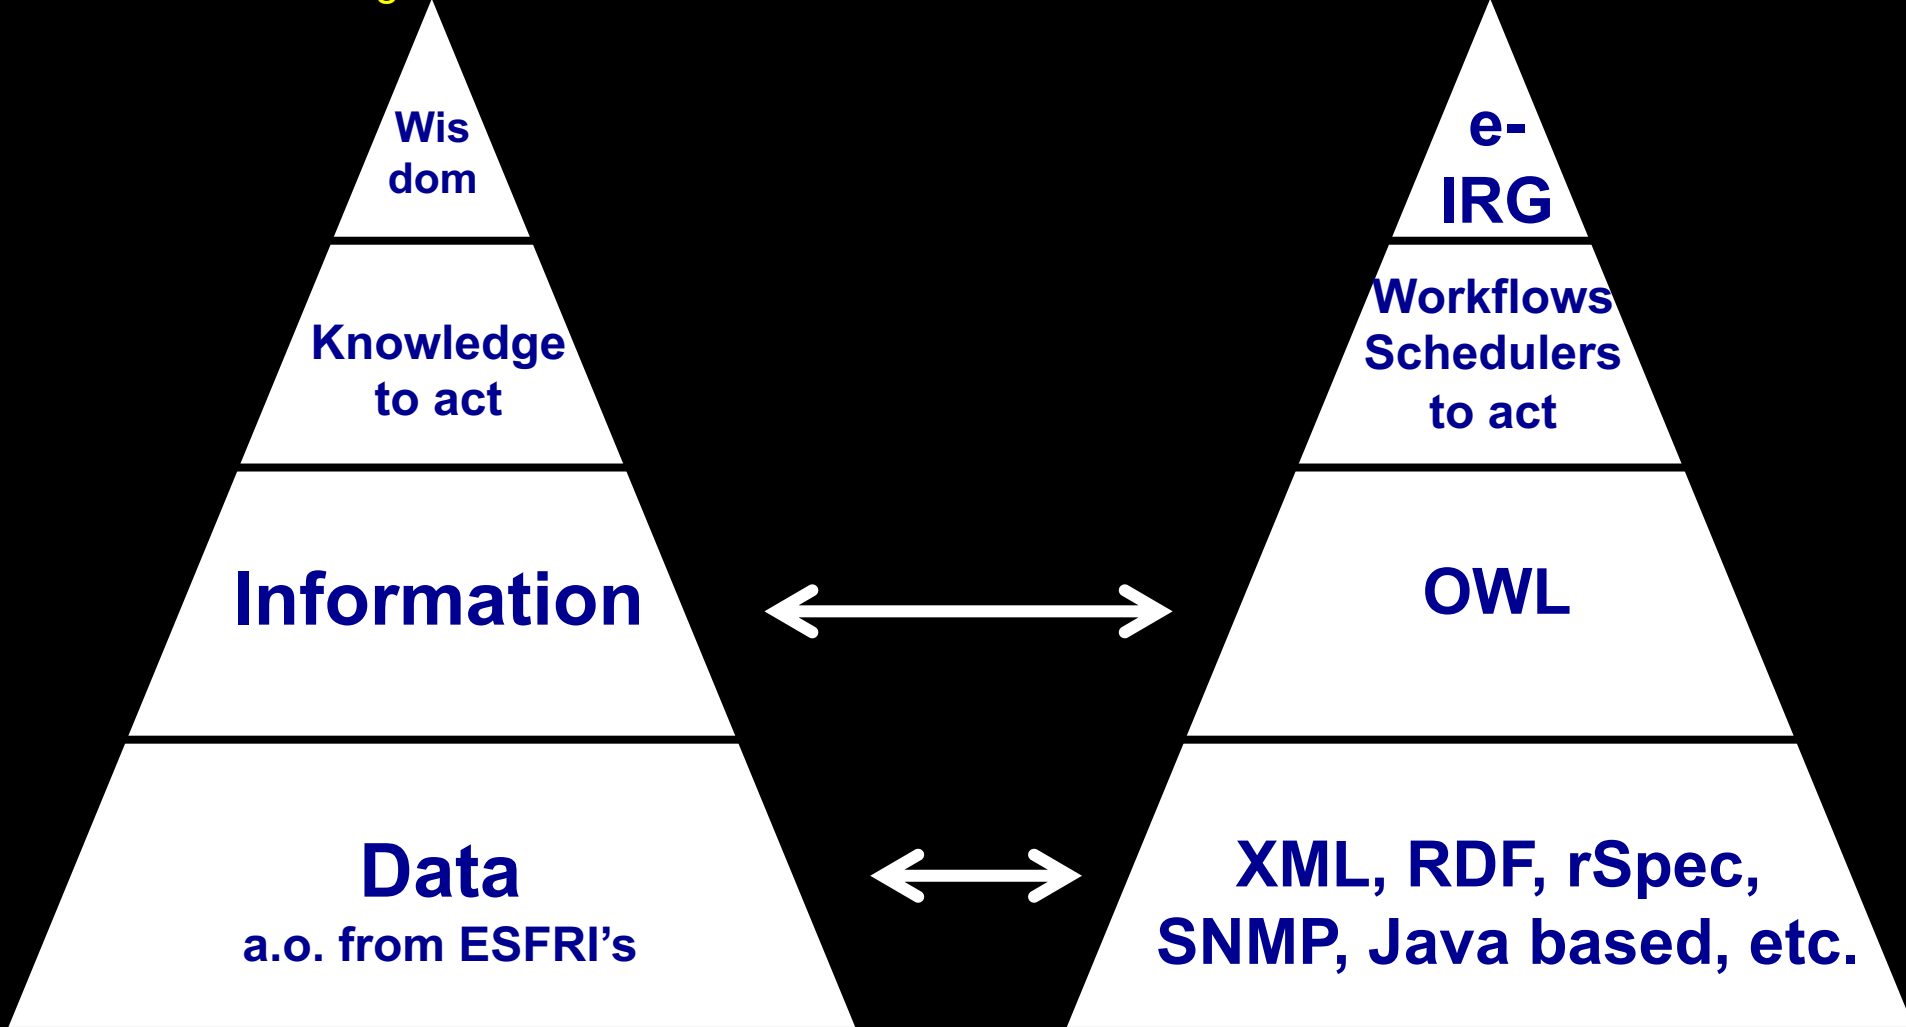 Wis
dom
Knowledge
to act
Information
Data
a.o. from ESFRI’s
e-
IRG
Workflows
Schedulers
to act
OWL
XML, RDF, rSpec,
SNMP, Java based, etc.